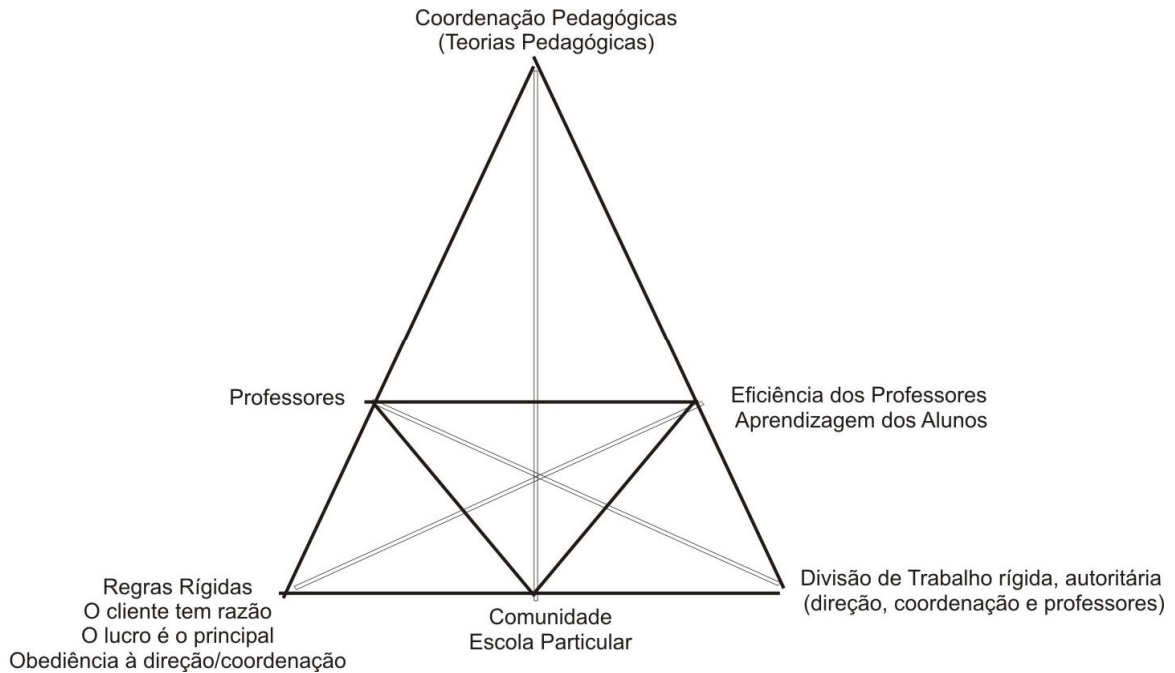 Coordenação Pedagógicas
(Teorias Pedagógicas)
Professores
Eficiência dos Professores
Aprendizagem dos Alunos
Regras Rígidas
O cliente tem razão
O lucro é o principal
Obediência à direção/coordenação
Comunidade
Escola Particular
Divisão de Trabalho rígida, autoritária
(direção, coordenação e professores)